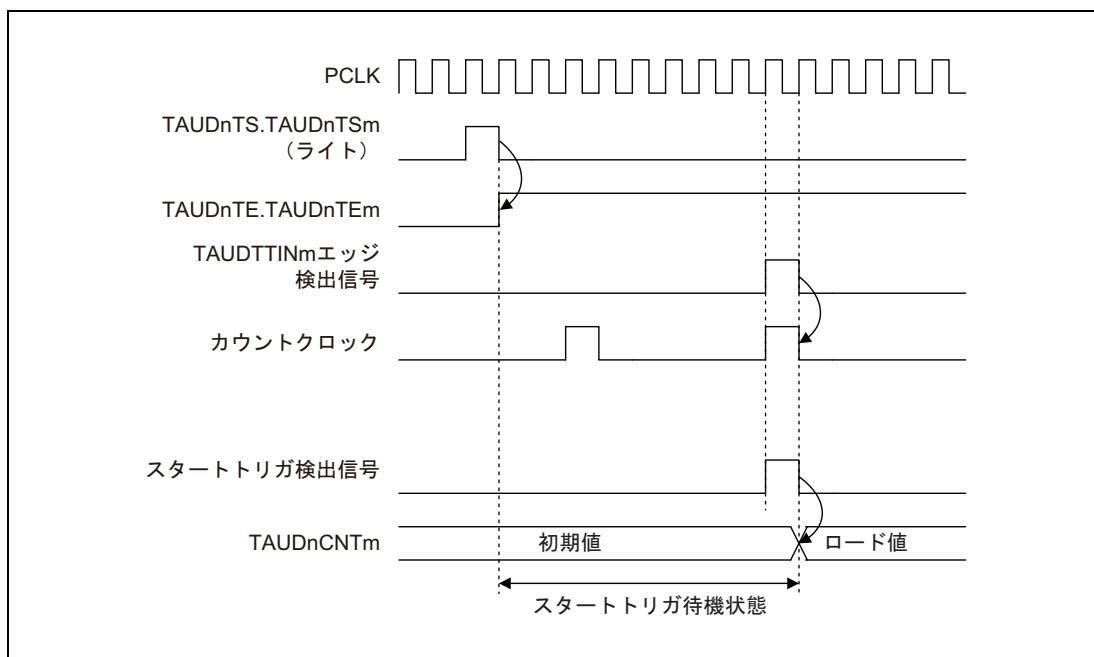 PCLK
TAUDnTS.TAUDnTSm
（ライト）
TAUDnTE.TAUDnTEm
TAUDTTINmエッジ
検出信号
カウントクロック
スタートトリガ検出信号
TAUDnCNTm
初期値
ロード値
スタートトリガ待機状態